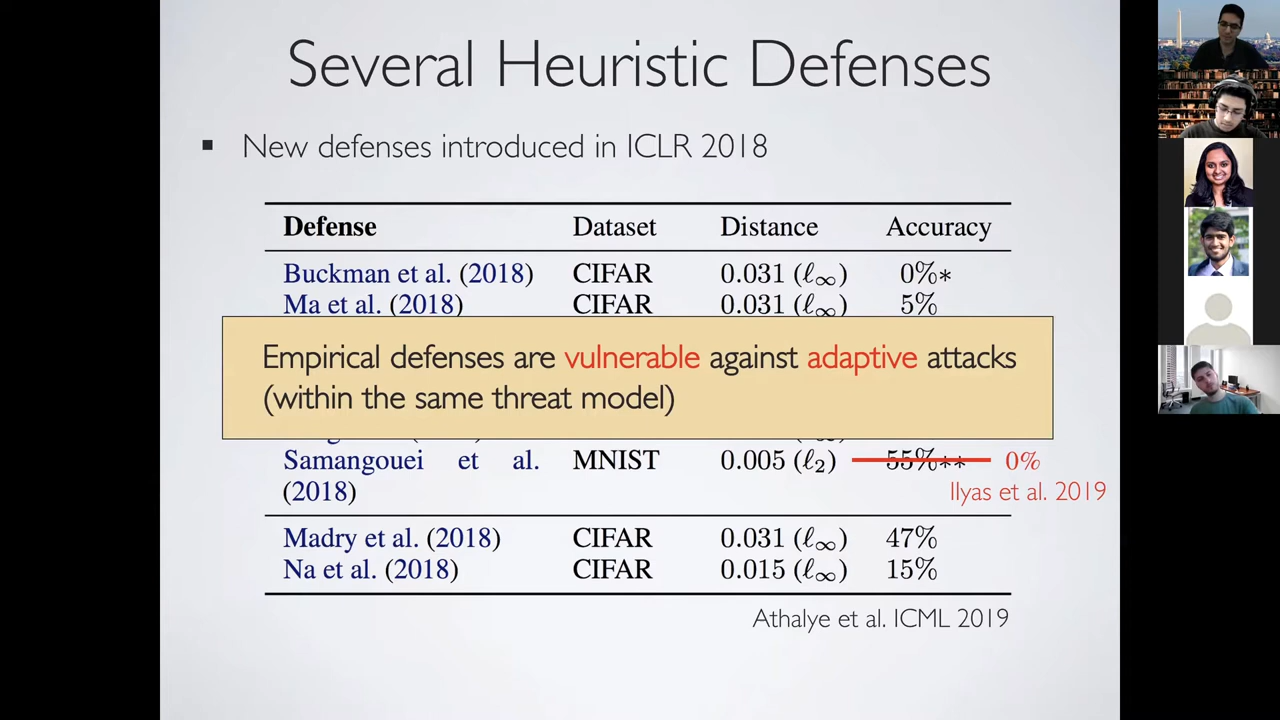 Several Heuristic Defenses
▪ New defenses introduced in ICLR 2018
Defense Dataset Distance Accuracy
Buckman et al. (2018) CIFAR 0.031 (ℓ∞) 0%∗
Ma et al. (2018) CIFAR 0.031 (ℓ∞) 5%
Empirical defenses are vulnerable against adaptive attacks
(within the same threat model)
Samangouei et al. MNIST 0.005 (ℓ2) 55%∗∗ 0%
(2018) Ilyas et al. 2019
Madry et al. (2018) CIFAR 0.031 (ℓ∞) 47%
Na et al. (2018) CIFAR 0.015 (ℓ∞) 15%
Athalye et al. ICML 2019